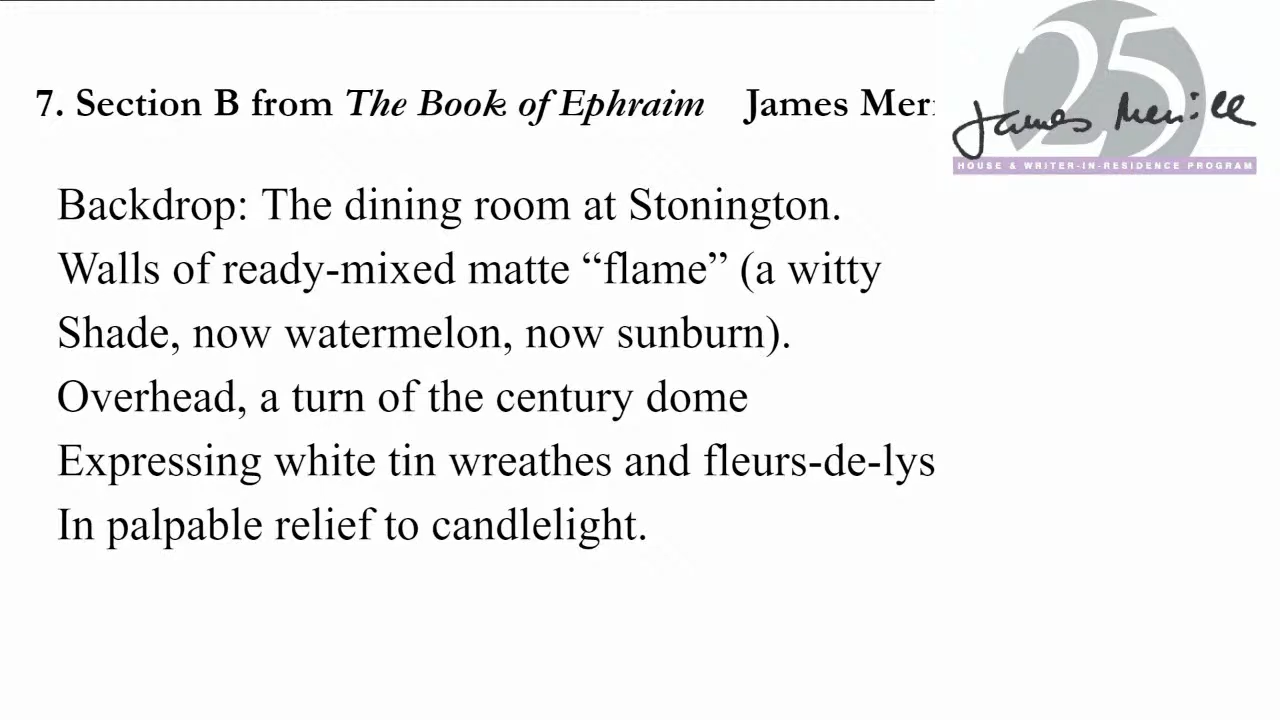 7. Section B from The Book of Ephraim James Merr
25
James Merrill
HOUSE & WRITER-IN-RESIDENCE PROGRAM
Backdrop: The dining room at Stonington.
Walls of ready-mixed matte “flame” (a witty
Shade, now watermelon, now sunburn).
Overhead, a turn of the century dome
Expressing white tin wreathes and fleurs-de-lys
In palpable relief to candlelight.